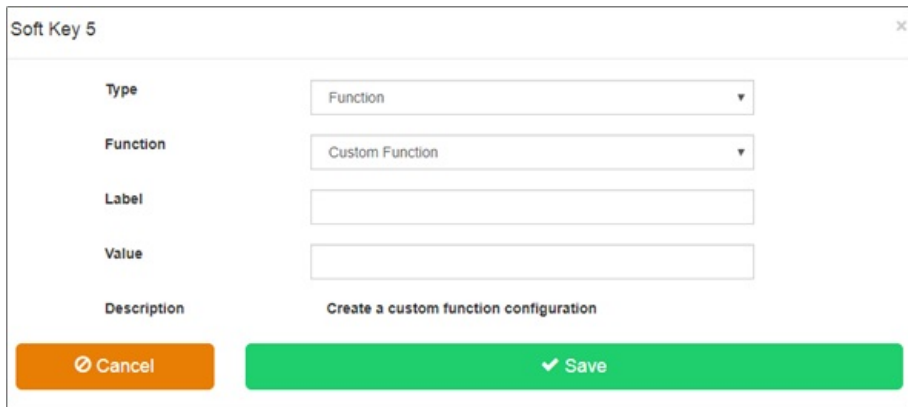 Soft Key 5 ×
Type Function
Function Custom Function
Label
Value
Description Create a custom function configuration
Cancel Save